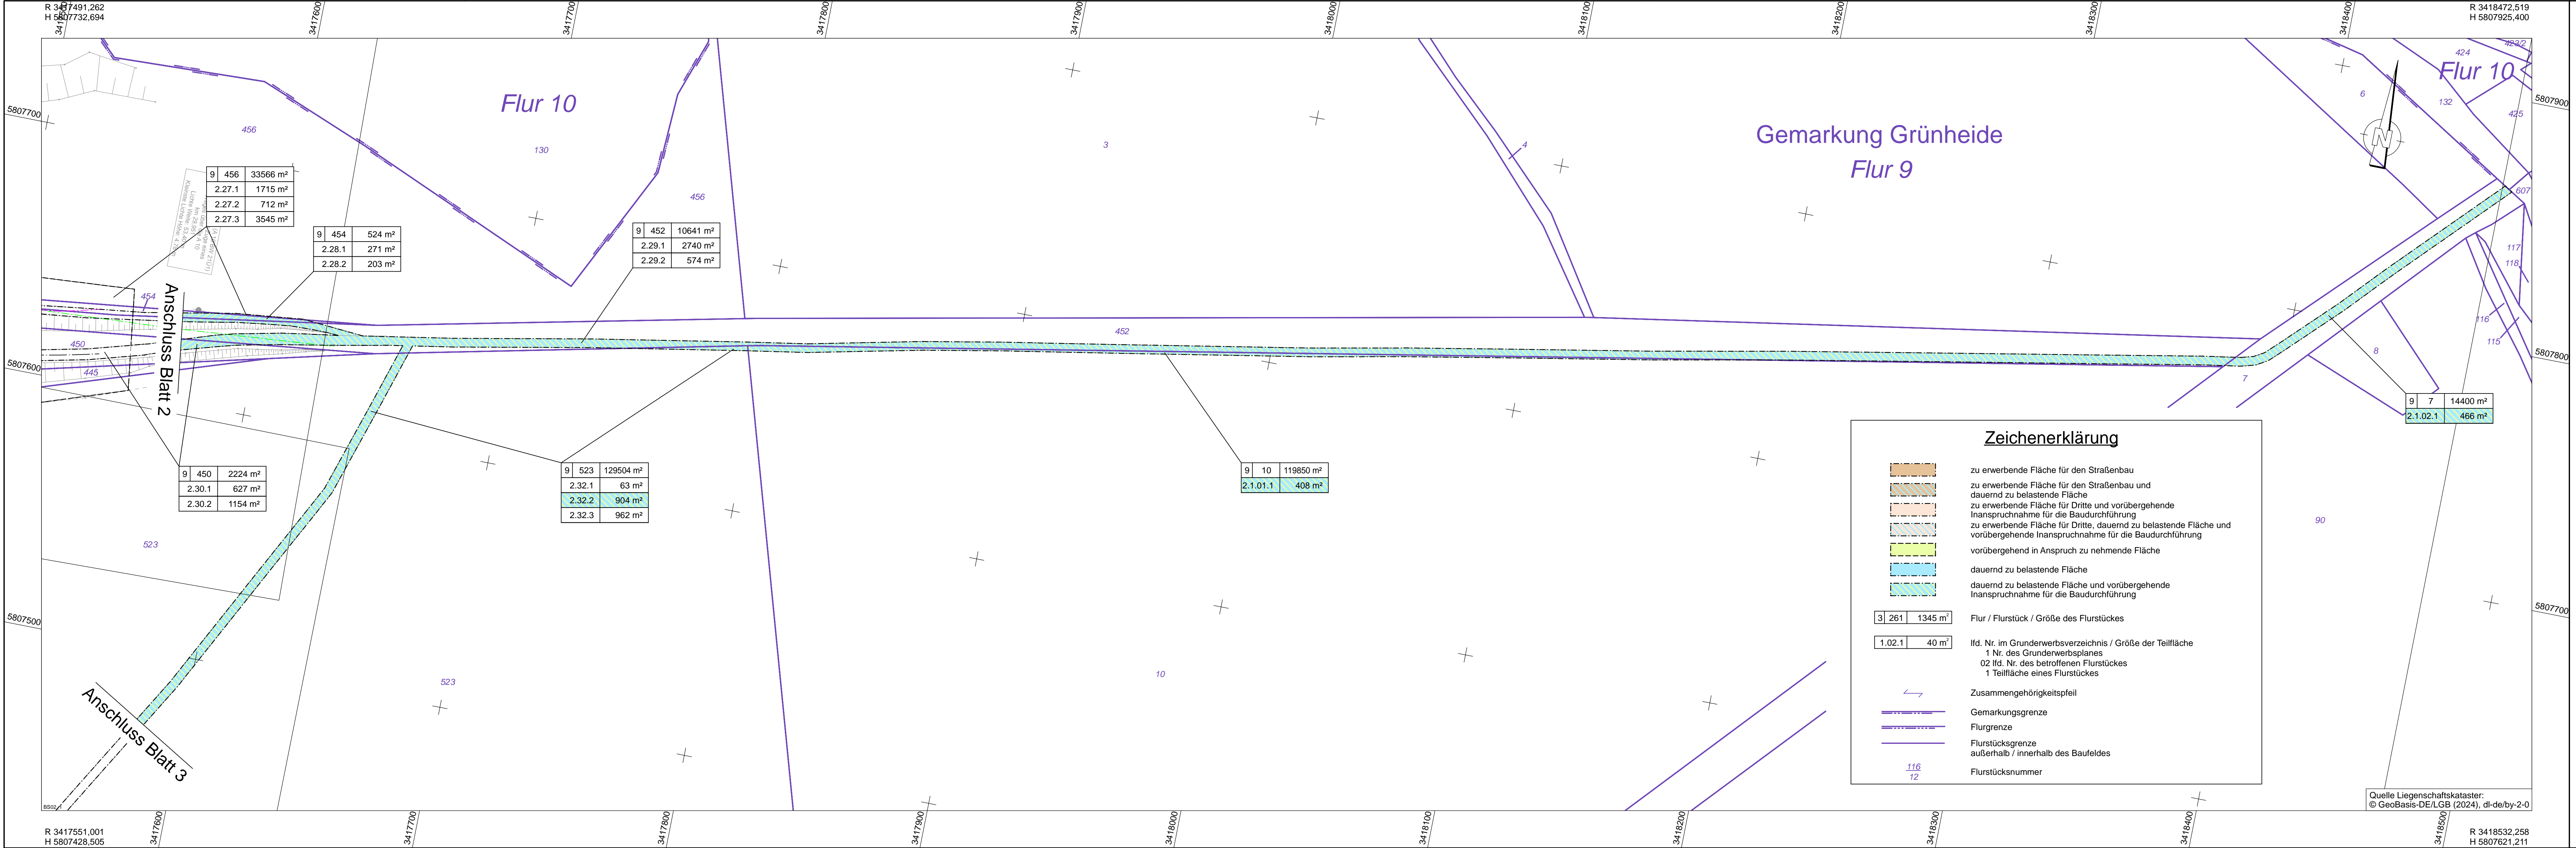 R 3417491,262
H 5807732,694
3417600
3417700
3417800
3417900
3418000
3418100
3418200
3418300
3418400
R 3418472,519
H 5807925,400
5807700
5807600
5807500
5807900
5807800
5807700
Flur 10
130
456
456
3
4
Gemarkung Grünheide
Flur 9
6
Flur 10
424
423/2
132
425
607
117
118
116
115
N
9 456 33566 m²
2.27.1 1715 m²
2.27.2 712 m²
2.27.3 3545 m²
9 454 524 m²
2.28.1 271 m²
2.28.2 203 m²
9 452 10641 m²
2.29.1 2740 m²
2.29.2 574 m²
454
450
445
452
Anschluss Blatt 2
7
8
90
9 7 14400 m²
2.1.02.1 466 m²
9 450 2224 m²
2.30.1 627 m²
2.30.2 1154 m²
9 523 129504 m²
2.32.1 63 m²
2.32.2 904 m²
2.32.3 962 m²
9 10 119850 m²
2.1.01.1 408 m²
523
523
10
Anschluss Blatt 3
Zeichenerklärung
zu erwerbende Fläche für den Straßenbau
zu erwerbende Fläche für den Straßenbau und
dauernd zu belastende Fläche
zu erwerbende Fläche für Dritte und vorübergehende
Inanspruchnahme für die Baudurchführung
zu erwerbende Fläche für Dritte, dauernd zu belastende Fläche und
vorübergehende Inanspruchnahme für die Baudurchführung
vorübergehend in Anspruch zu nehmende Fläche
dauernd zu belastende Fläche
dauernd zu belastende Fläche und vorübergehende
Inanspruchnahme für die Baudurchführung
3 261 1345 m²
Flur / Flurstück / Größe des Flurstückes
1.02.1 40 m²
lfd. Nr. im Grunderwerbsverzeichnis / Größe der Teilfläche
1 Nr. des Grunderwerbsplanes
02 lfd. Nr. des betroffenen Flurstückes
1 Teilfläche eines Flurstückes
Zusammengehörigkeitspfeil
Gemarkungsgrenze
Flurgrenze
Flurstücksgrenze
außerhalb / innerhalb des Baufeldes
116
12
Flurstücksnummer
Quelle Liegenschaftskataster:
© GeoBasis-DE/LGB (2024), dl-de/by-2-0
R 3417551,001
H 5807428,505
3417600
3417700
3417800
3417900
3418000
3418100
3418200
3418300
3418400
3418500
R 3418532,258
H 5807621,211